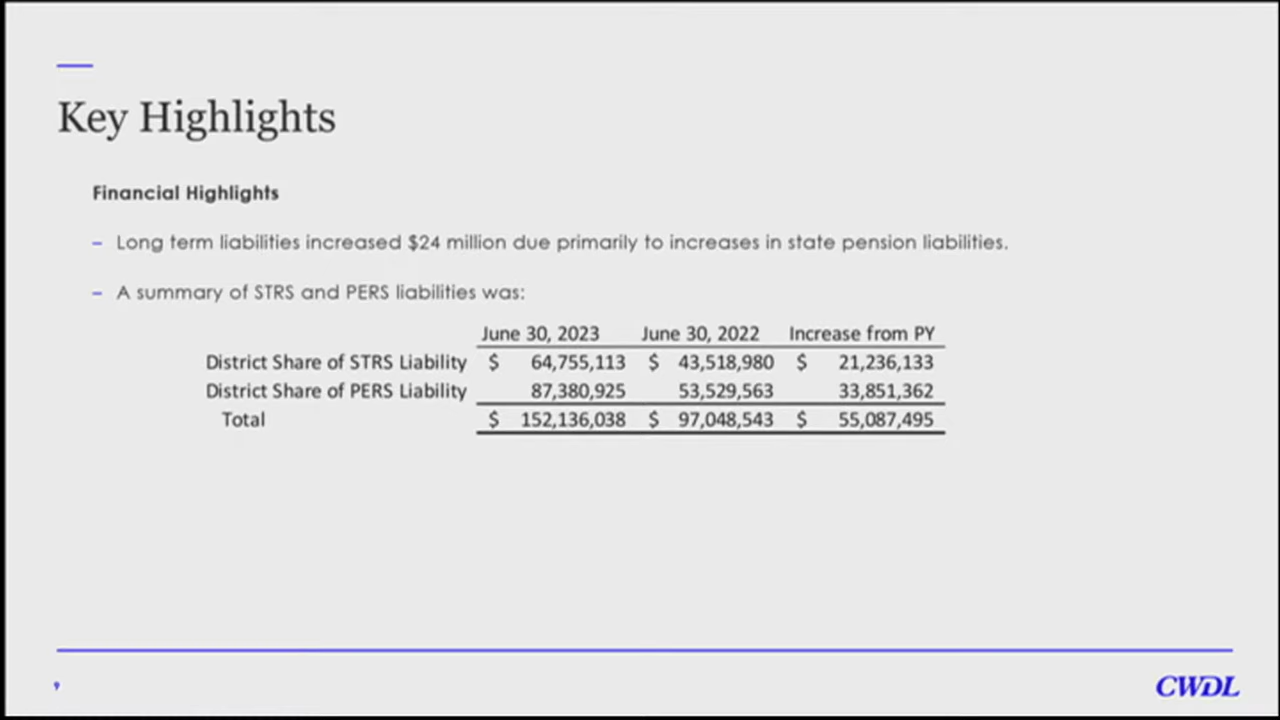 Key Highlights
Financial Highlights
– Long term liabilities increased $24 million due primarily to increases in state pension liabilities.
– A summary of STRS and PERS liabilities was:
June 30, 2023 June 30, 2022 Increase from PY
District Share of STRS Liability $ 64,755,113 $ 43,518,980 $ 21,236,133
District Share of PERS Liability 87,380,925 53,529,563 33,851,362
Total $ 152,136,038 $ 97,048,543 $ 55,087,495
CWDL